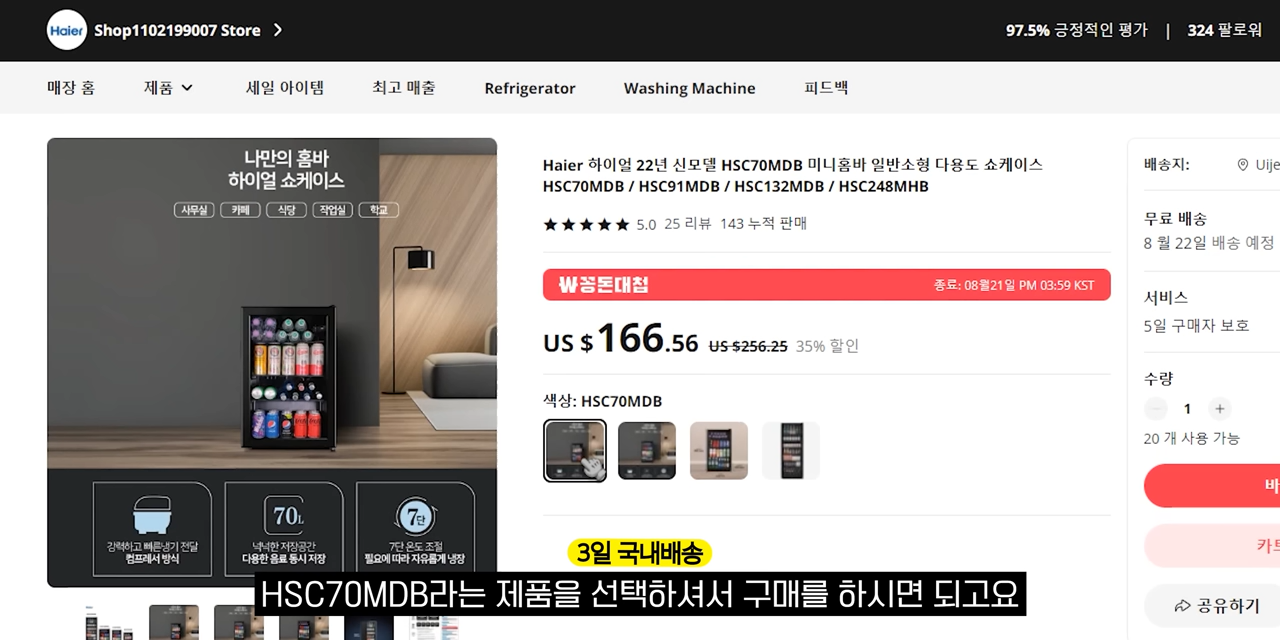 Haier
Shop1102199007 Store
97.5% 긍정적인 평가 | 324 팔로워
매장 홈 제품 세일 아이템 최고 매출 Refrigerator Washing Machine 피드백
나만의 홈바
하이얼 쇼케이스
사무실 카페 식당 작업실 학교
강력하고 빠른냉기 전달
컴프레서 방식
70L
넉넉한 저장공간
다용한 음료 동시 저장
7단
7단 온도 조절
필요에 따라 자유롭게 냉장
Haier 하이얼 22년 신모델 HSC70MDB 미니홈바 일반소형 다용도 쇼케이스
HSC70MDB / HSC91MDB / HSC132MDB / HSC248MHB
★★★★★ 5.0 25 리뷰 143 누적 판매
₩꽁돈대첩
종료: 08월21일 PM 03:59 KST
US $166.56 US $256.25 35% 할인
색상: HSC70MDB
배송지: Uije
무료 배송
8 월 22일 배송 예정
서비스
5일 구매자 보호
수량
1 +
20 개 사용 가능
바
카트
공유하기
3일 국내배송
HSC70MDB라는 제품을 선택하셔서 구매를 하시면 되고요